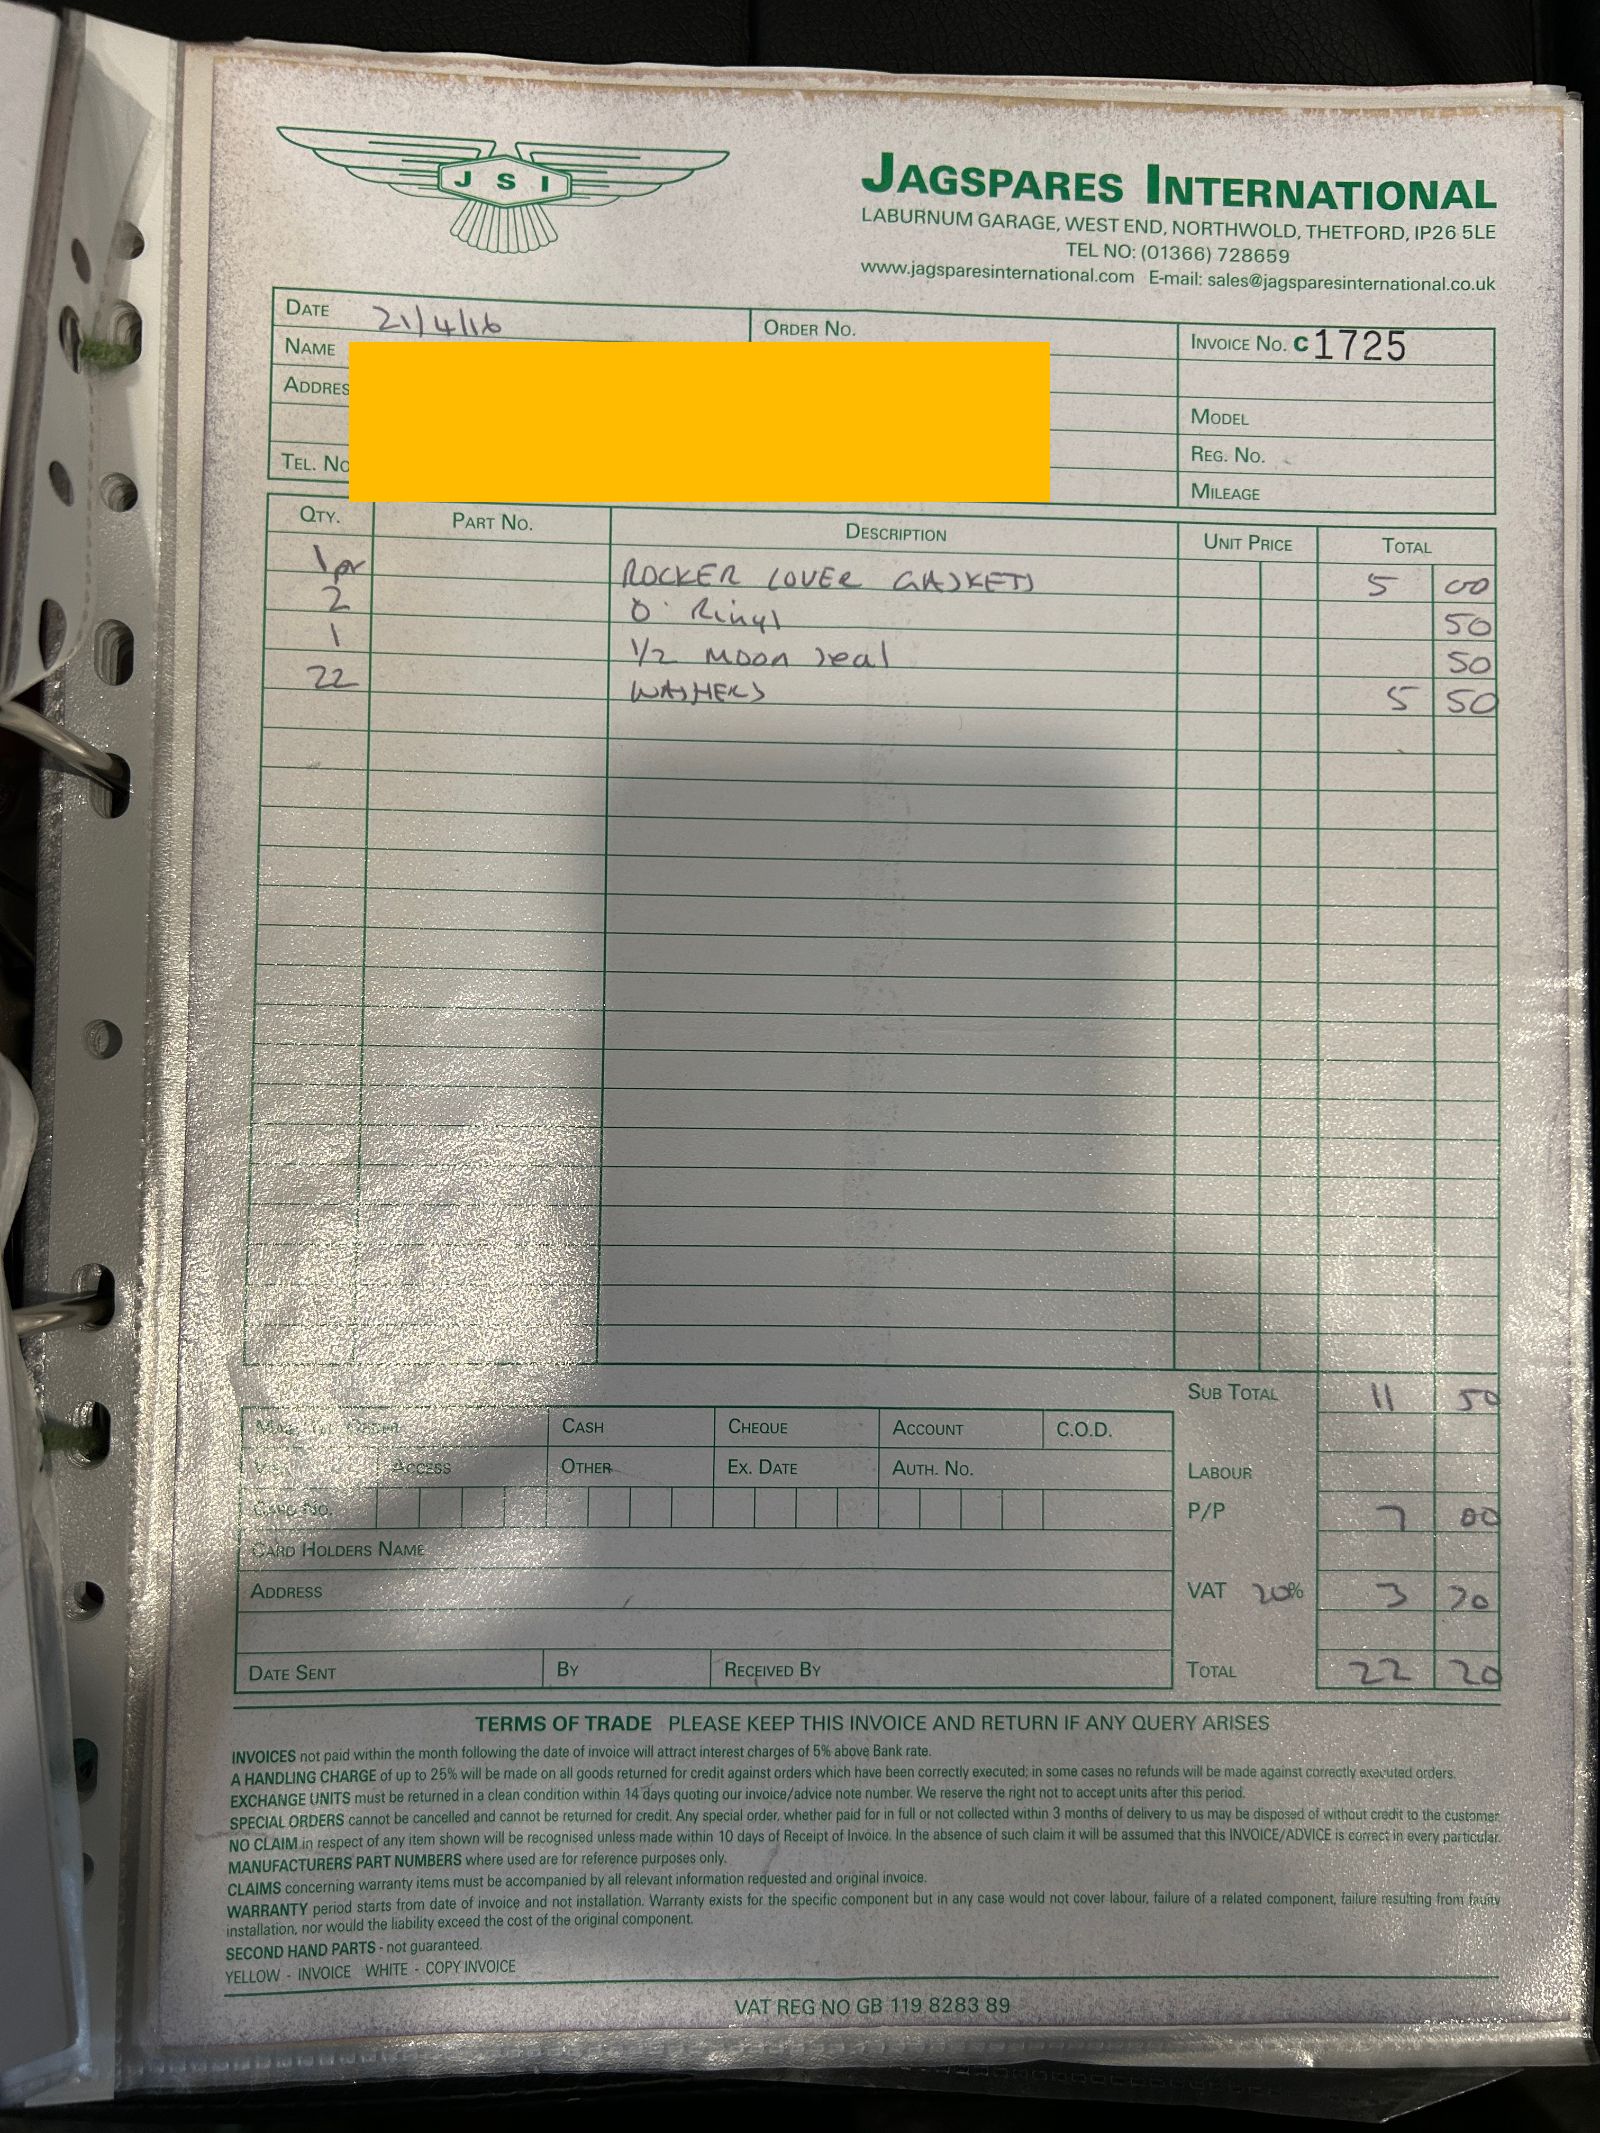 J S I
JAGSPARES INTERNATIONAL
LABURNUM GARAGE, WEST END, NORTHWOLD, THETFORD, IP26 5LE
TEL NO: (01366) 728659
www.jagsparesinternational.com E-mail: sales@jagsparesinternational.co.uk
DATE 21/4/16 ORDER NO. INVOICE NO. C 1725
NAME
ADDRES
MODEL
REG. NO.
TEL. NO
MILEAGE
QTY. PART NO. DESCRIPTION UNIT PRICE TOTAL
1pr ROCKER COVER GASKETS 5 00
2 O. Rings 50
1 1/2 MOON seal 50
22 WASHERS 5 50
SUB TOTAL 11 50
CASH CHEQUE ACCOUNT C.O.D.
ACCESS OTHER EX. DATE AUTH. NO.
LABOUR
CARD NO.
P/P 7 00
CARD HOLDERS NAME
ADDRESS
VAT 20% 3 70
DATE SENT BY RECEIVED BY
TOTAL 22 20
TERMS OF TRADE PLEASE KEEP THIS INVOICE AND RETURN IF ANY QUERY ARISES
INVOICES not paid within the month following the date of invoice will attract interest charges of 5% above Bank rate.
A HANDLING CHARGE of up to 25% will be made on all goods returned for credit against orders which have been correctly executed; in some cases no refunds will be made against correctly executed orders.
EXCHANGE UNITS must be returned in a clean condition within 14 days quoting our invoice/advice note number. We reserve the right not to accept units after this period.
SPECIAL ORDERS cannot be cancelled and cannot be returned for credit. Any special order, whether paid for in full or not collected within 3 months of delivery to us may be disposed of without credit to the customer.
NO CLAIM in respect of any item shown will be recognised unless made within 10 days of Receipt of Invoice. In the absence of such claim it will be assumed that this INVOICE/ADVICE is correct in every particular.
MANUFACTURERS PART NUMBERS where used are for reference purposes only.
CLAIMS concerning warranty items must be accompanied by all relevant information requested and original invoice.
WARRANTY period starts from date of invoice and not installation. Warranty exists for the specific component but in any case would not cover labour, failure of a related component, failure resulting from faulty
installation, nor would the liability exceed the cost of the original component.
SECOND HAND PARTS - not guaranteed.
YELLOW - INVOICE WHITE - COPY INVOICE
VAT REG NO GB 119 8283 89